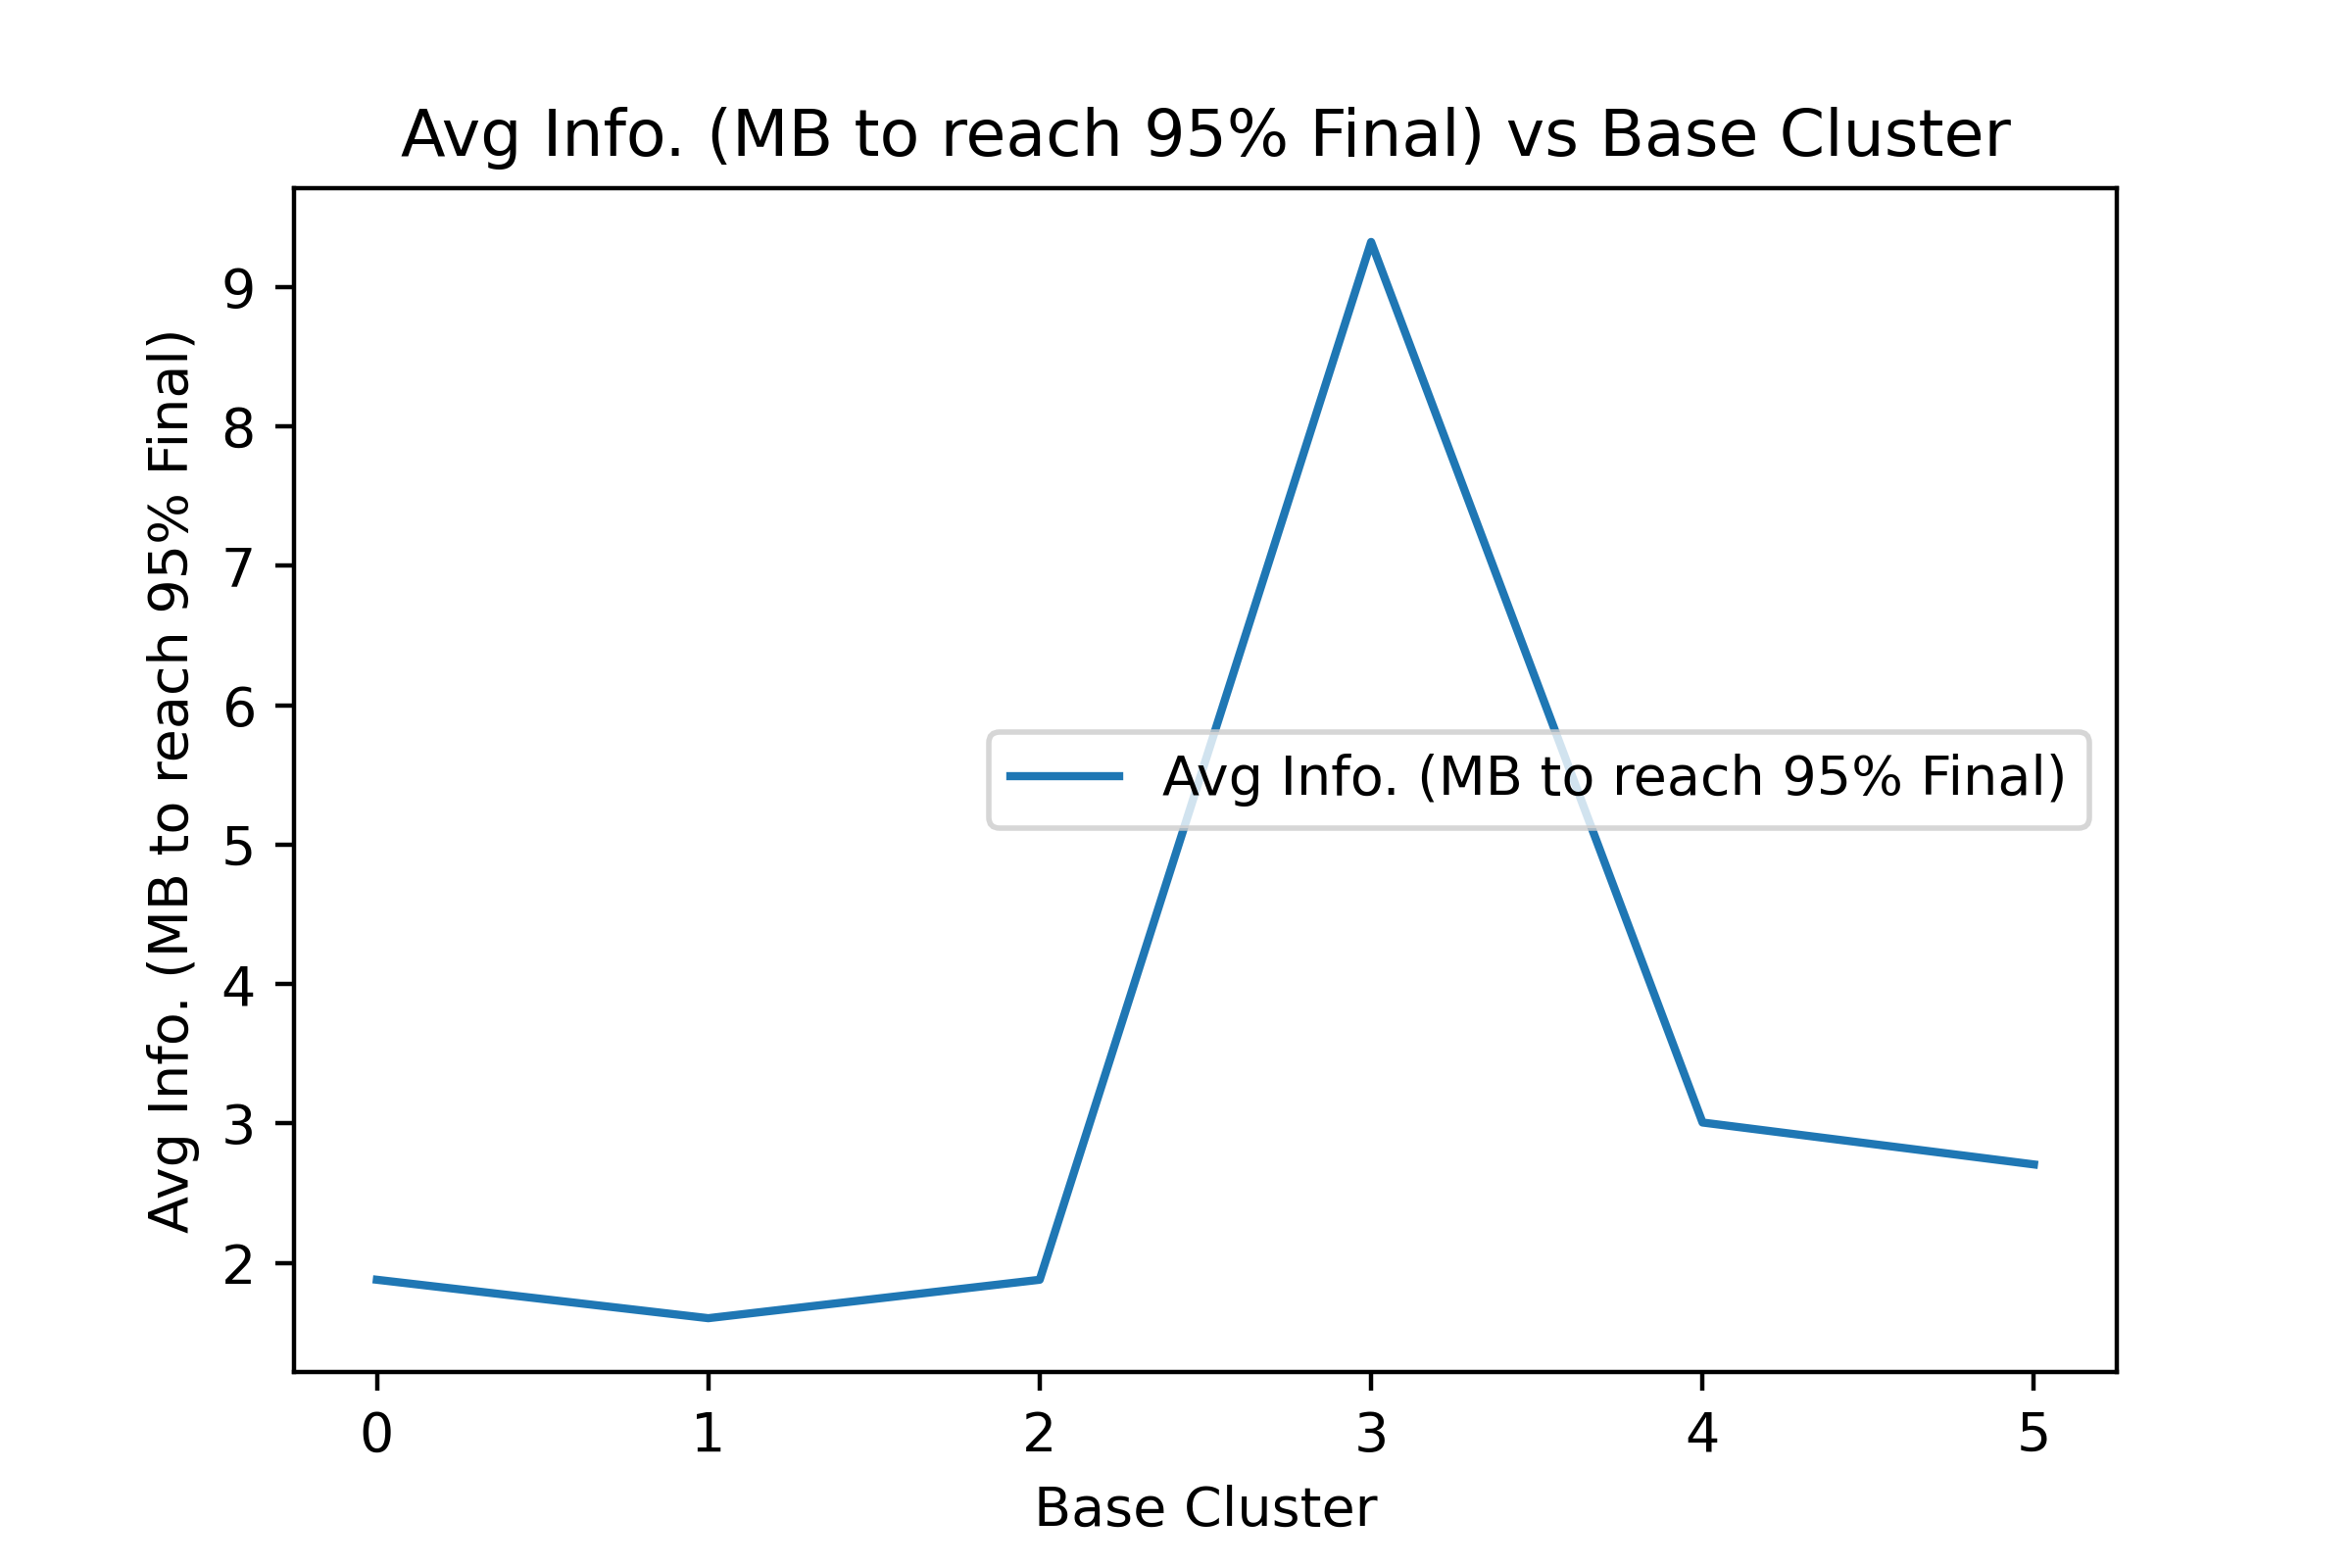 Avg Info. (MB to reach 95% Final) vs Base Cluster
Avg Info. (MB to reach 95% Final)
9
8
7
6
5
4
3
2
Avg Info. (MB to reach 95% Final)
0 1 2 3 4 5
Base Cluster